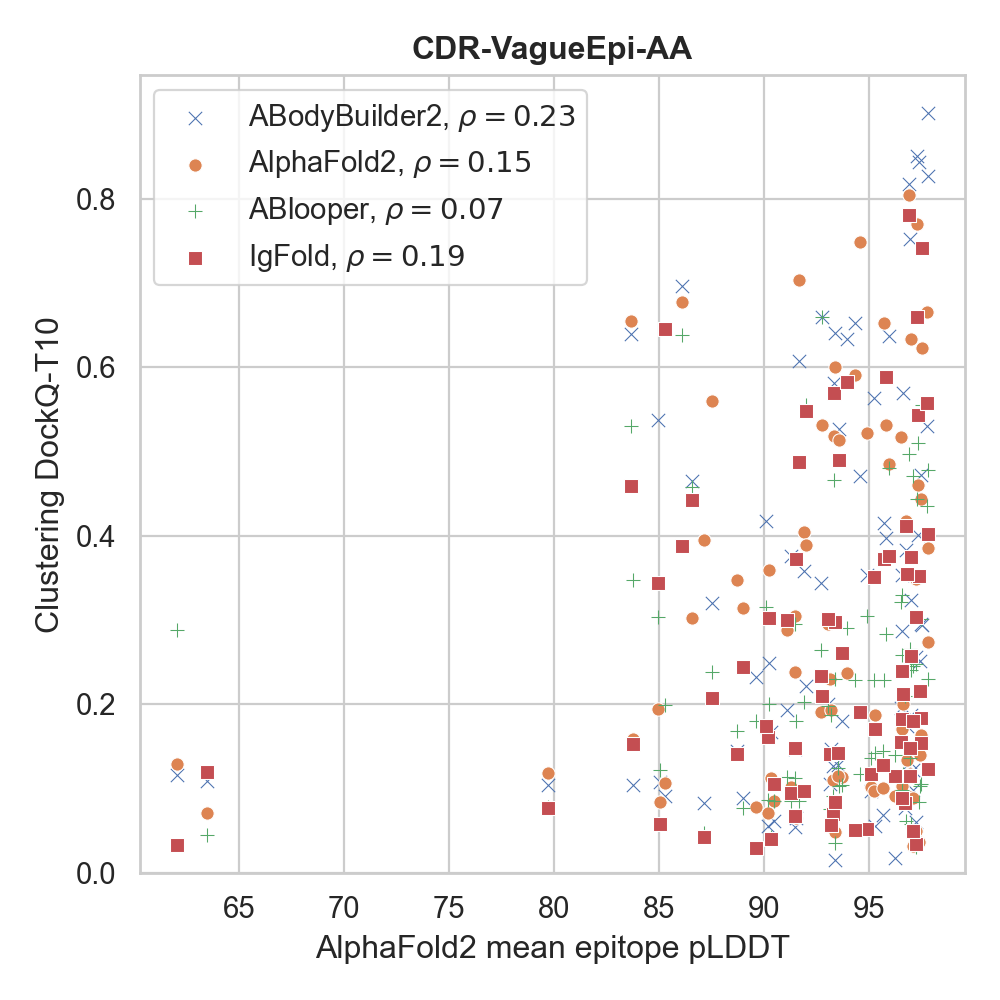 CDR-VagueEpi-AA
ABodyBuilder2, ρ = 0.23
AlphaFold2, ρ = 0.15
ABlooper, ρ = 0.07
IgFold, ρ = 0.19
Clustering DockQ-T10
0.8
0.6
0.4
0.2
0.0
65 70 75 80 85 90 95
AlphaFold2 mean epitope pLDDT